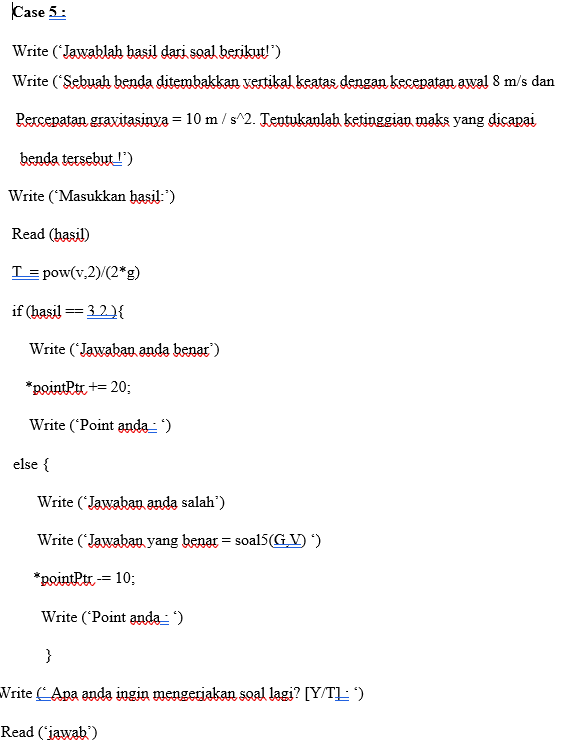 Case 5 :
Write (‘Jawablah hasil dari soal berikut!’)
Write (‘Sebuah benda ditembakkan vertikal keatas dengan kecepatan awal 8 m/s dan
Percepatan gravitasinya = 10 m / s^2. Tentukanlah ketinggian maks yang dicapai
benda tersebut !’)
Write (‘Masukkan hasil:’)
Read (hasil)
T = pow(v,2)/(2*g)
if (hasil == 3.2 ){
Write (‘Jawaban anda benar’)
*pointPtr += 20;
Write (‘Point anda : ‘)
else {
Write (‘Jawaban anda salah’)
Write (‘Jawaban yang benar = soal5(G,V) ‘)
*pointPtr -= 10;
Write (‘Point anda : ‘)
}
Write (‘ Apa anda ingin mengerjakan soal lagi? [Y/T] : ‘)
Read (‘jawab’)